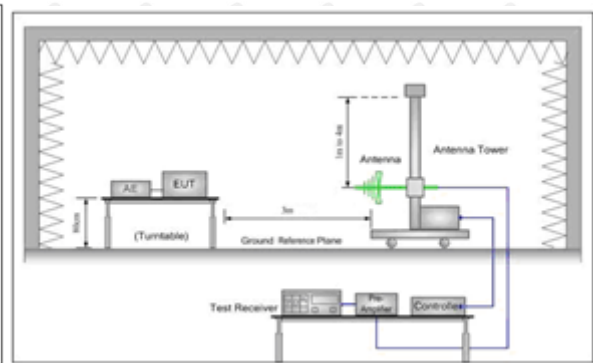 1m to 4m
Antenna
Antenna Tower
AE
EUT
80cm
(Turntable)
3m
Ground Reference Plane
Test Receiver
Pre-
Amplifier
Controller